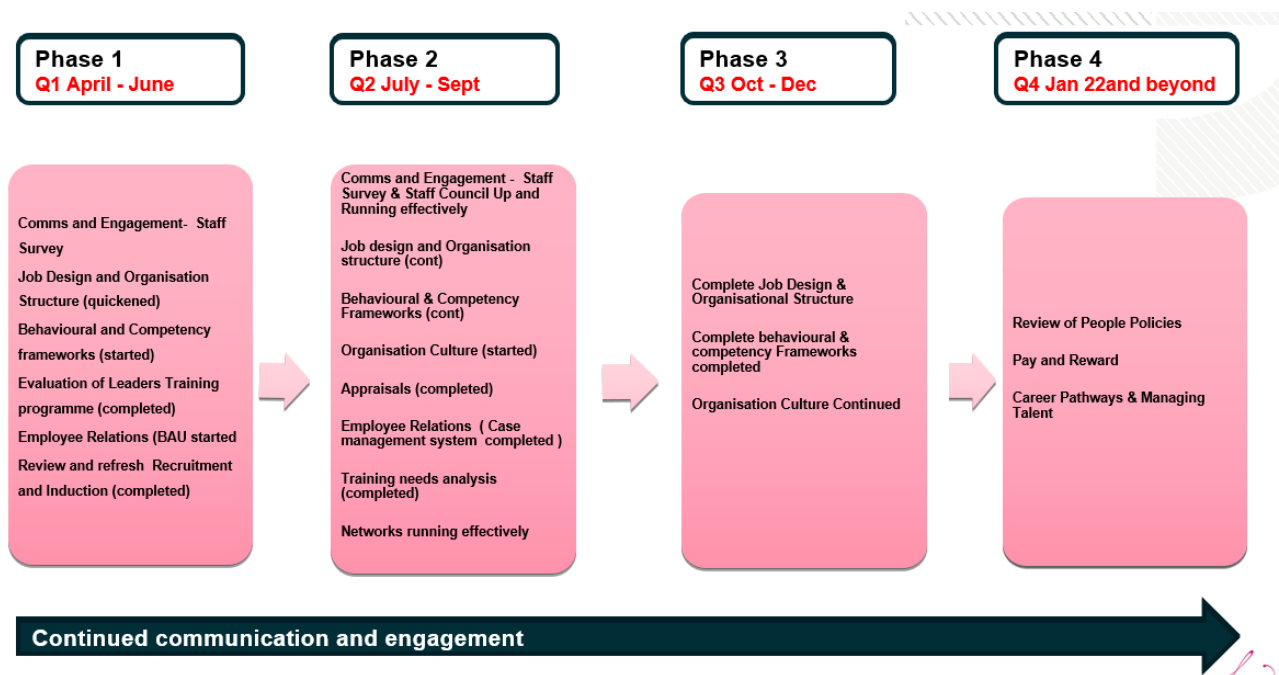 Phase 1
Q1 April - June
Phase 2
Q2 July - Sept
Phase 3
Q3 Oct - Dec
Phase 4
Q4 Jan 22and beyond
Comms and Engagement-  Staff
Survey
Job Design and Organisation
Structure (quickened)
Behavioural and Competency
frameworks (started)
Evaluation of Leaders Training
programme (completed)
Employee Relations (BAU started
Review and refresh  Recruitment
and Induction (completed)
Comms and Engagement -  Staff
Survey & Staff Council Up and
Running effectively
Job design and Organisation
structure (cont)
Behavioural & Competency
Frameworks (cont)
Organisation Culture (started)
Appraisals (completed)
Employee Relations  ( Case
management system  completed )
Training needs analysis
(completed)
Networks running effectively
Complete Job Design &
Organisational Structure
Complete behavioural &
competency Frameworks
completed
Organisation Culture Continued
Review of People Policies
Pay and Reward
Career Pathways & Managing
Talent
Continued communication and engagement